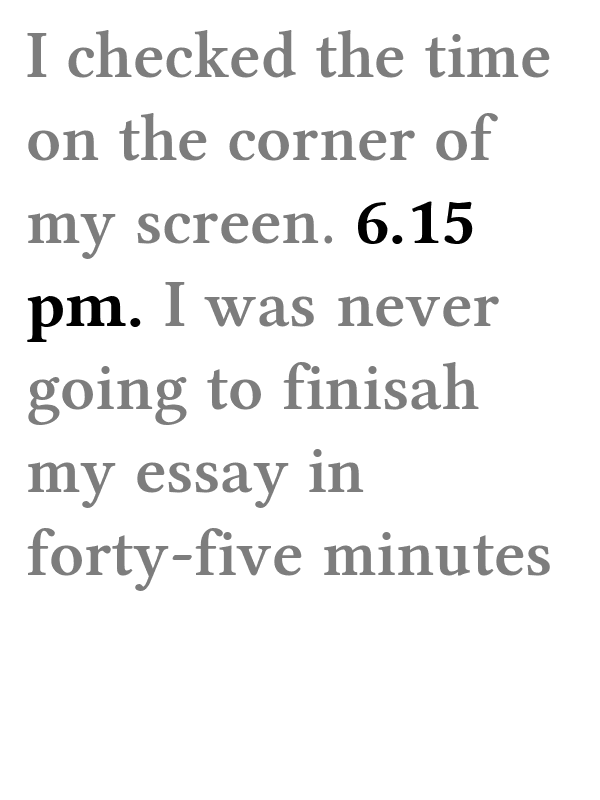 I checked the time
on the corner of
my screen. 6.15
pm. I was never
going to finisah
my essay in
forty-five minutes